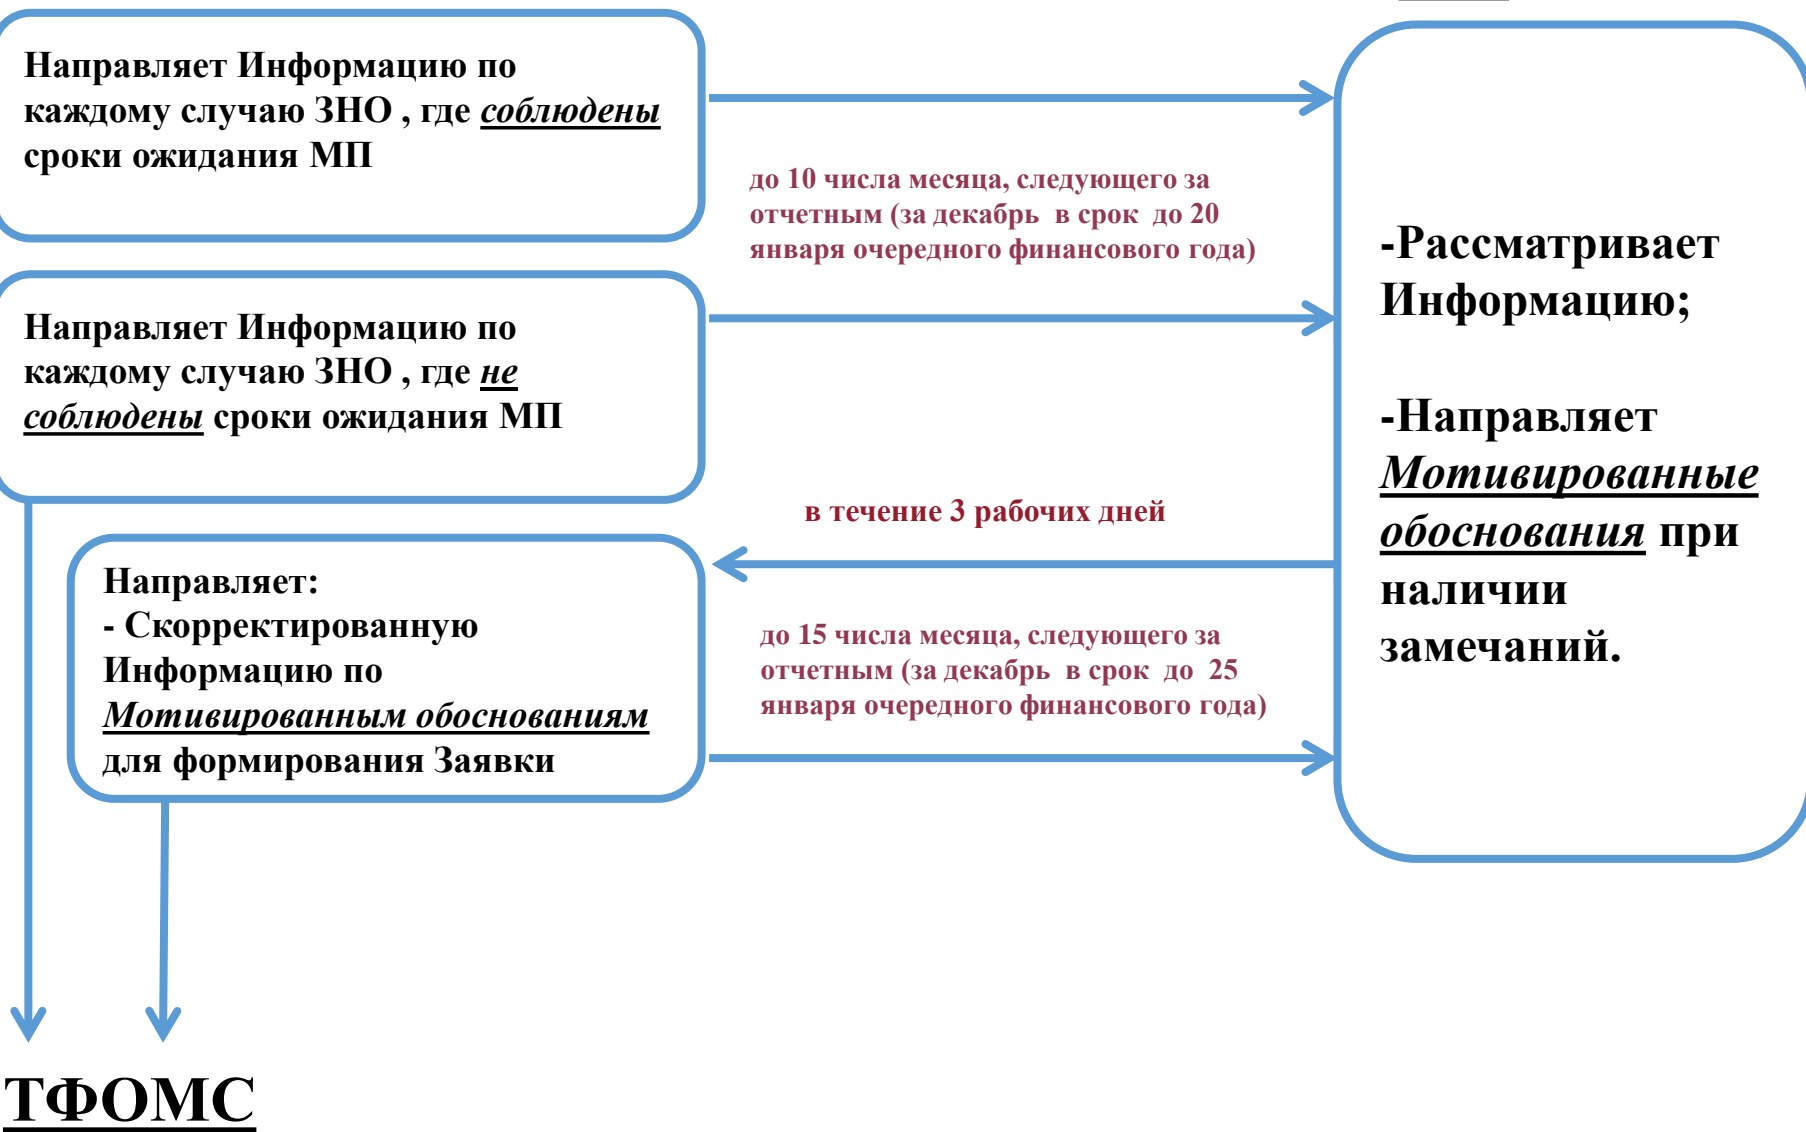 Направляет Информацию по
каждому случаю ЗНО , где соблюдены
сроки ожидания МП
до 10 числа месяца, следующего за
отчетным (за декабрь в срок до 20
января очередного финансового года)
Направляет Информацию по
каждому случаю ЗНО , где не
соблюдены сроки ожидания МП
в течение 3 рабочих дней
Направляет:
- Скорректированную
Информацию по
Мотивированным обоснованиям
для формирования Заявки
до 15 числа месяца, следующего за
отчетным (за декабрь в срок до 25
января очередного финансового года)
-Рассматривает
Информацию;
-Направляет
Мотивированные
обоснования при
наличии
замечаний.
ТФОМС